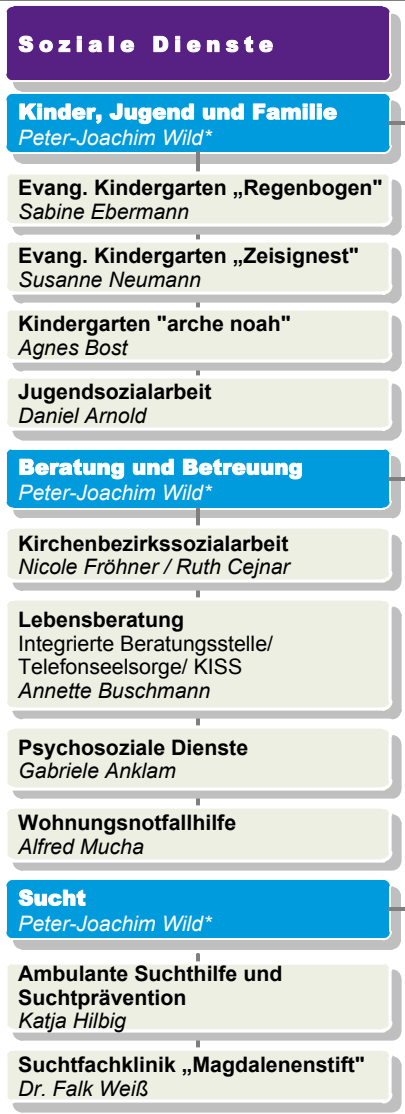 Soziale Dienste
Kinder, Jugend und Familie
Peter-Joachim Wild*
Evang. Kindergarten „Regenbogen"
Sabine Ebermann
Evang. Kindergarten „Zeisignest"
Susanne Neumann
Kindergarten "arche noah"
Agnes Bost
Jugendsozialarbeit
Daniel Arnold
Beratung und Betreuung
Peter-Joachim Wild*
Kirchenbezirkssozialarbeit
Nicole Fröhner / Ruth Cejnar
Lebensberatung
Integrierte Beratungsstelle/
Telefonseelsorge/ KISS
Annette Buschmann
Psychosoziale Dienste
Gabriele Anklam
Wohnungsnotfallhilfe
Alfred Mucha
Sucht
Peter-Joachim Wild*
Ambulante Suchthilfe und
Suchtprävention
Katja Hilbig
Suchtfachklinik „Magdalenenstift"
Dr. Falk Weiß